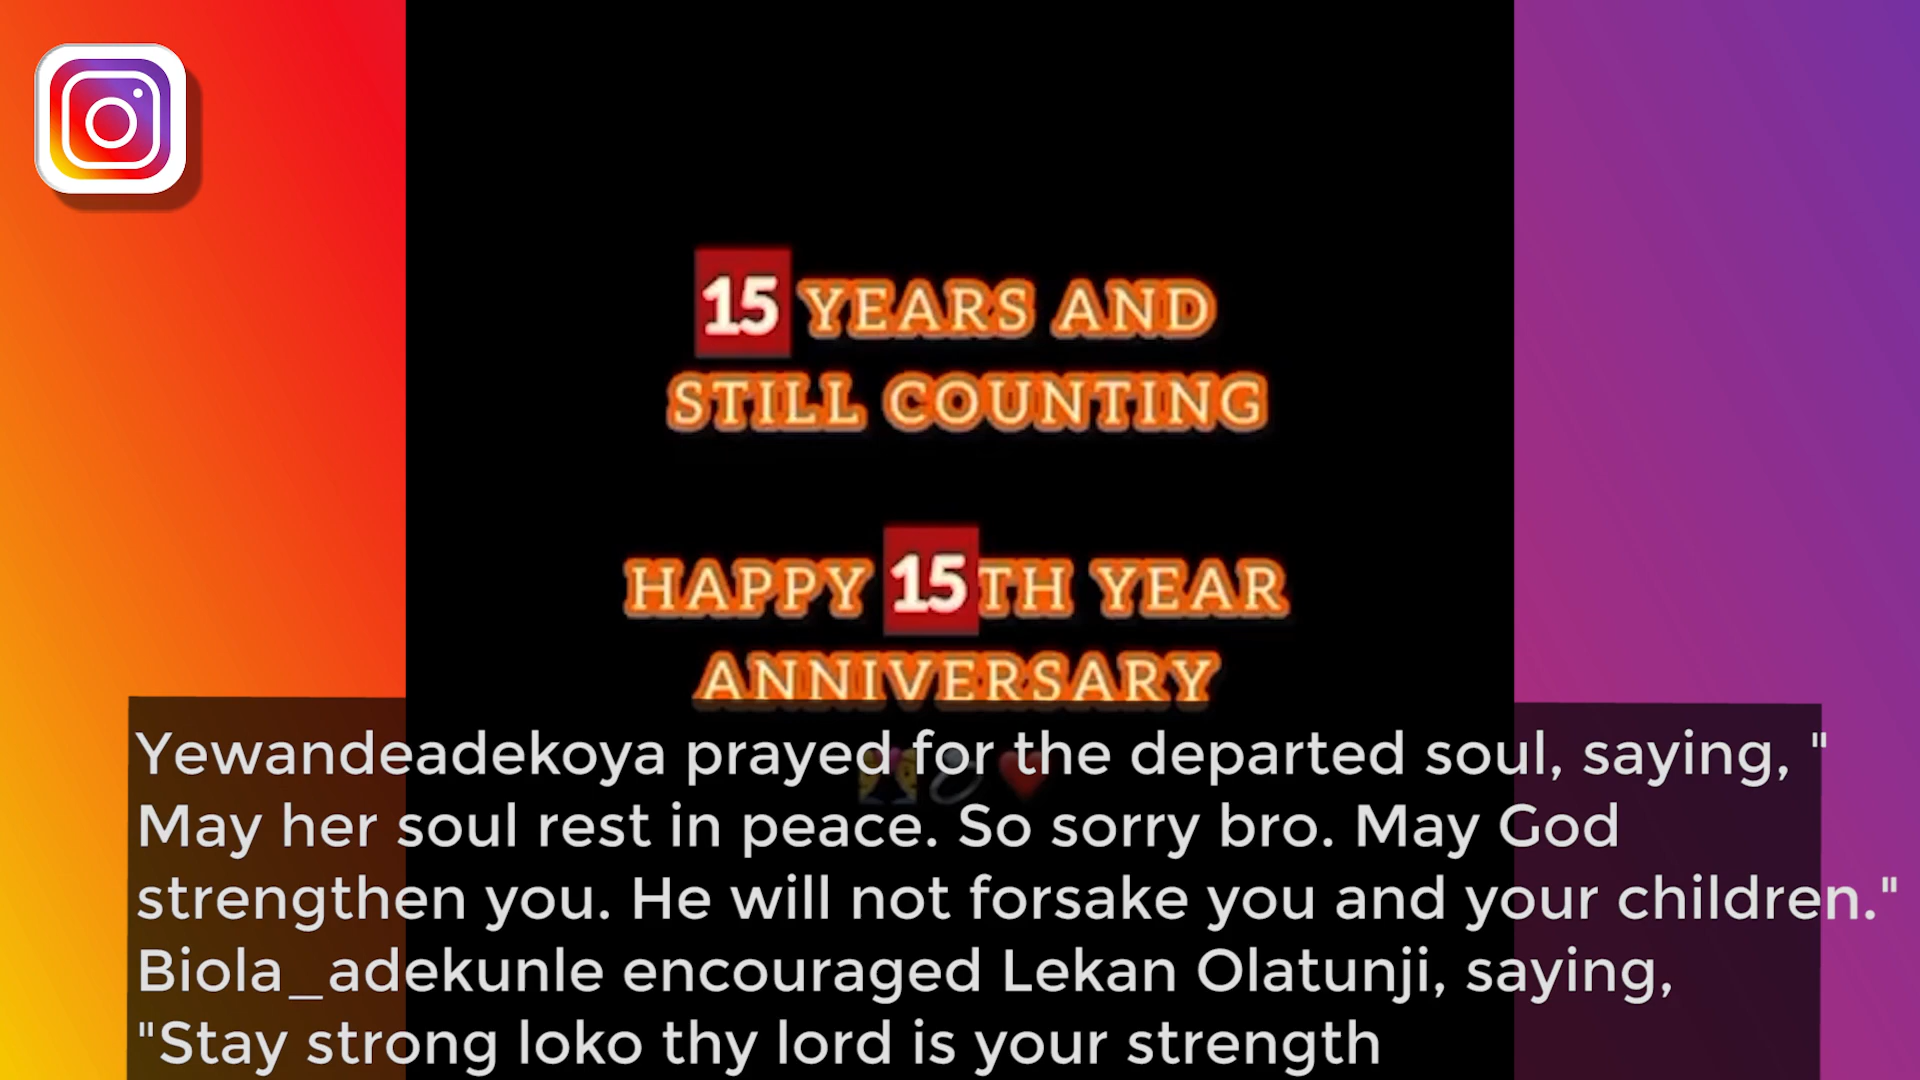 15 YEARS AND
STILL COUNTING
HAPPY 15TH YEAR
ANNIVERSARY
Yewandeadekoya prayed for the departed soul, saying, "
May her soul rest in peace. So sorry bro. May God
strengthen you. He will not forsake you and your children."
Biola_adekunle encouraged Lekan Olatunji, saying,
"Stay strong loko thy lord is your strength